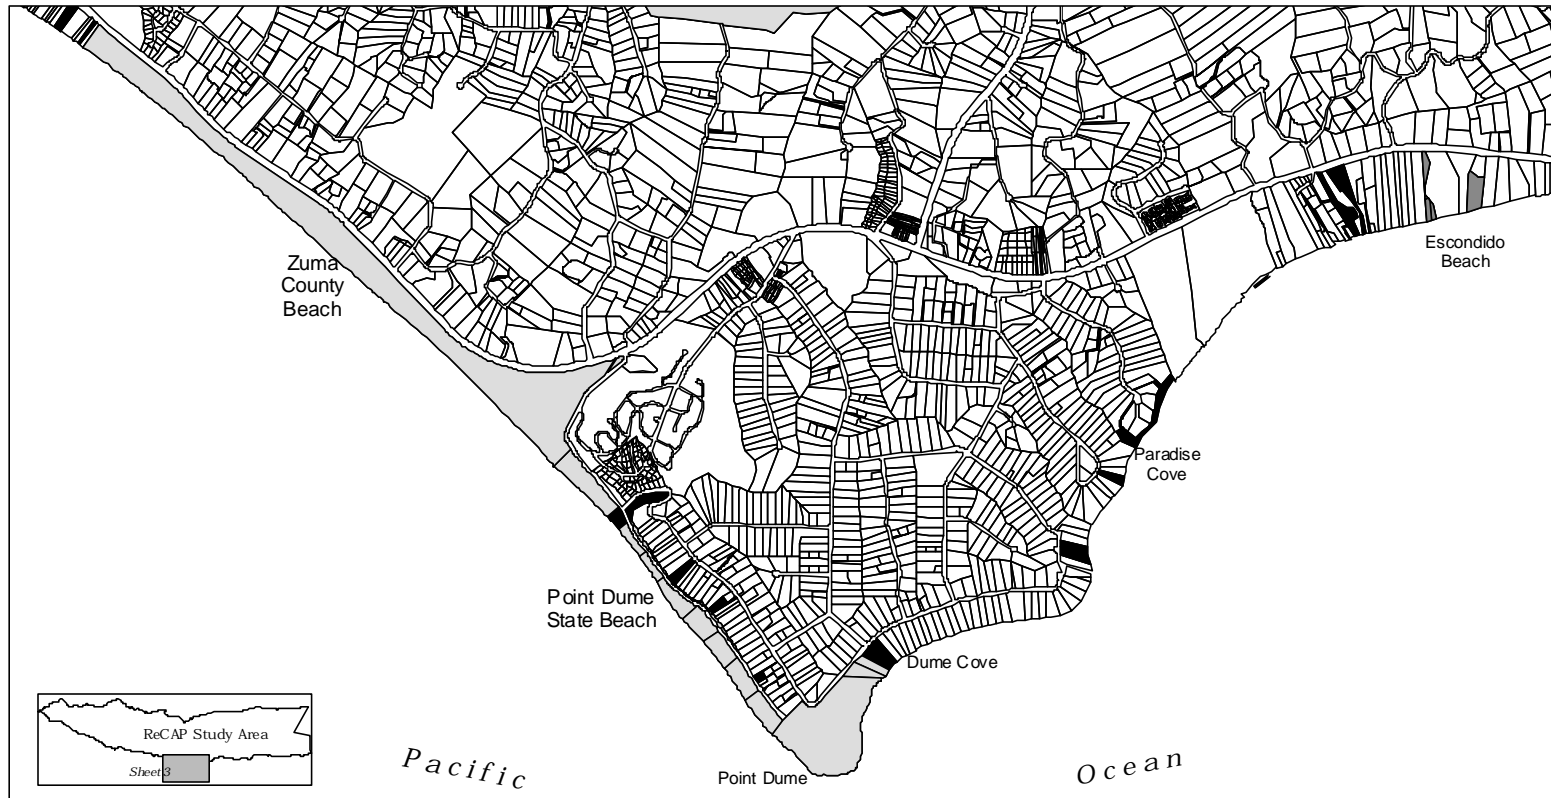 Zuma
County
Beach
Escondido
Beach
Paradise
Cove
Point Dume
State Beach
Dume Cove
ReCAP Study Area
Sheet 3
Pacific
Ocean
Point Dume